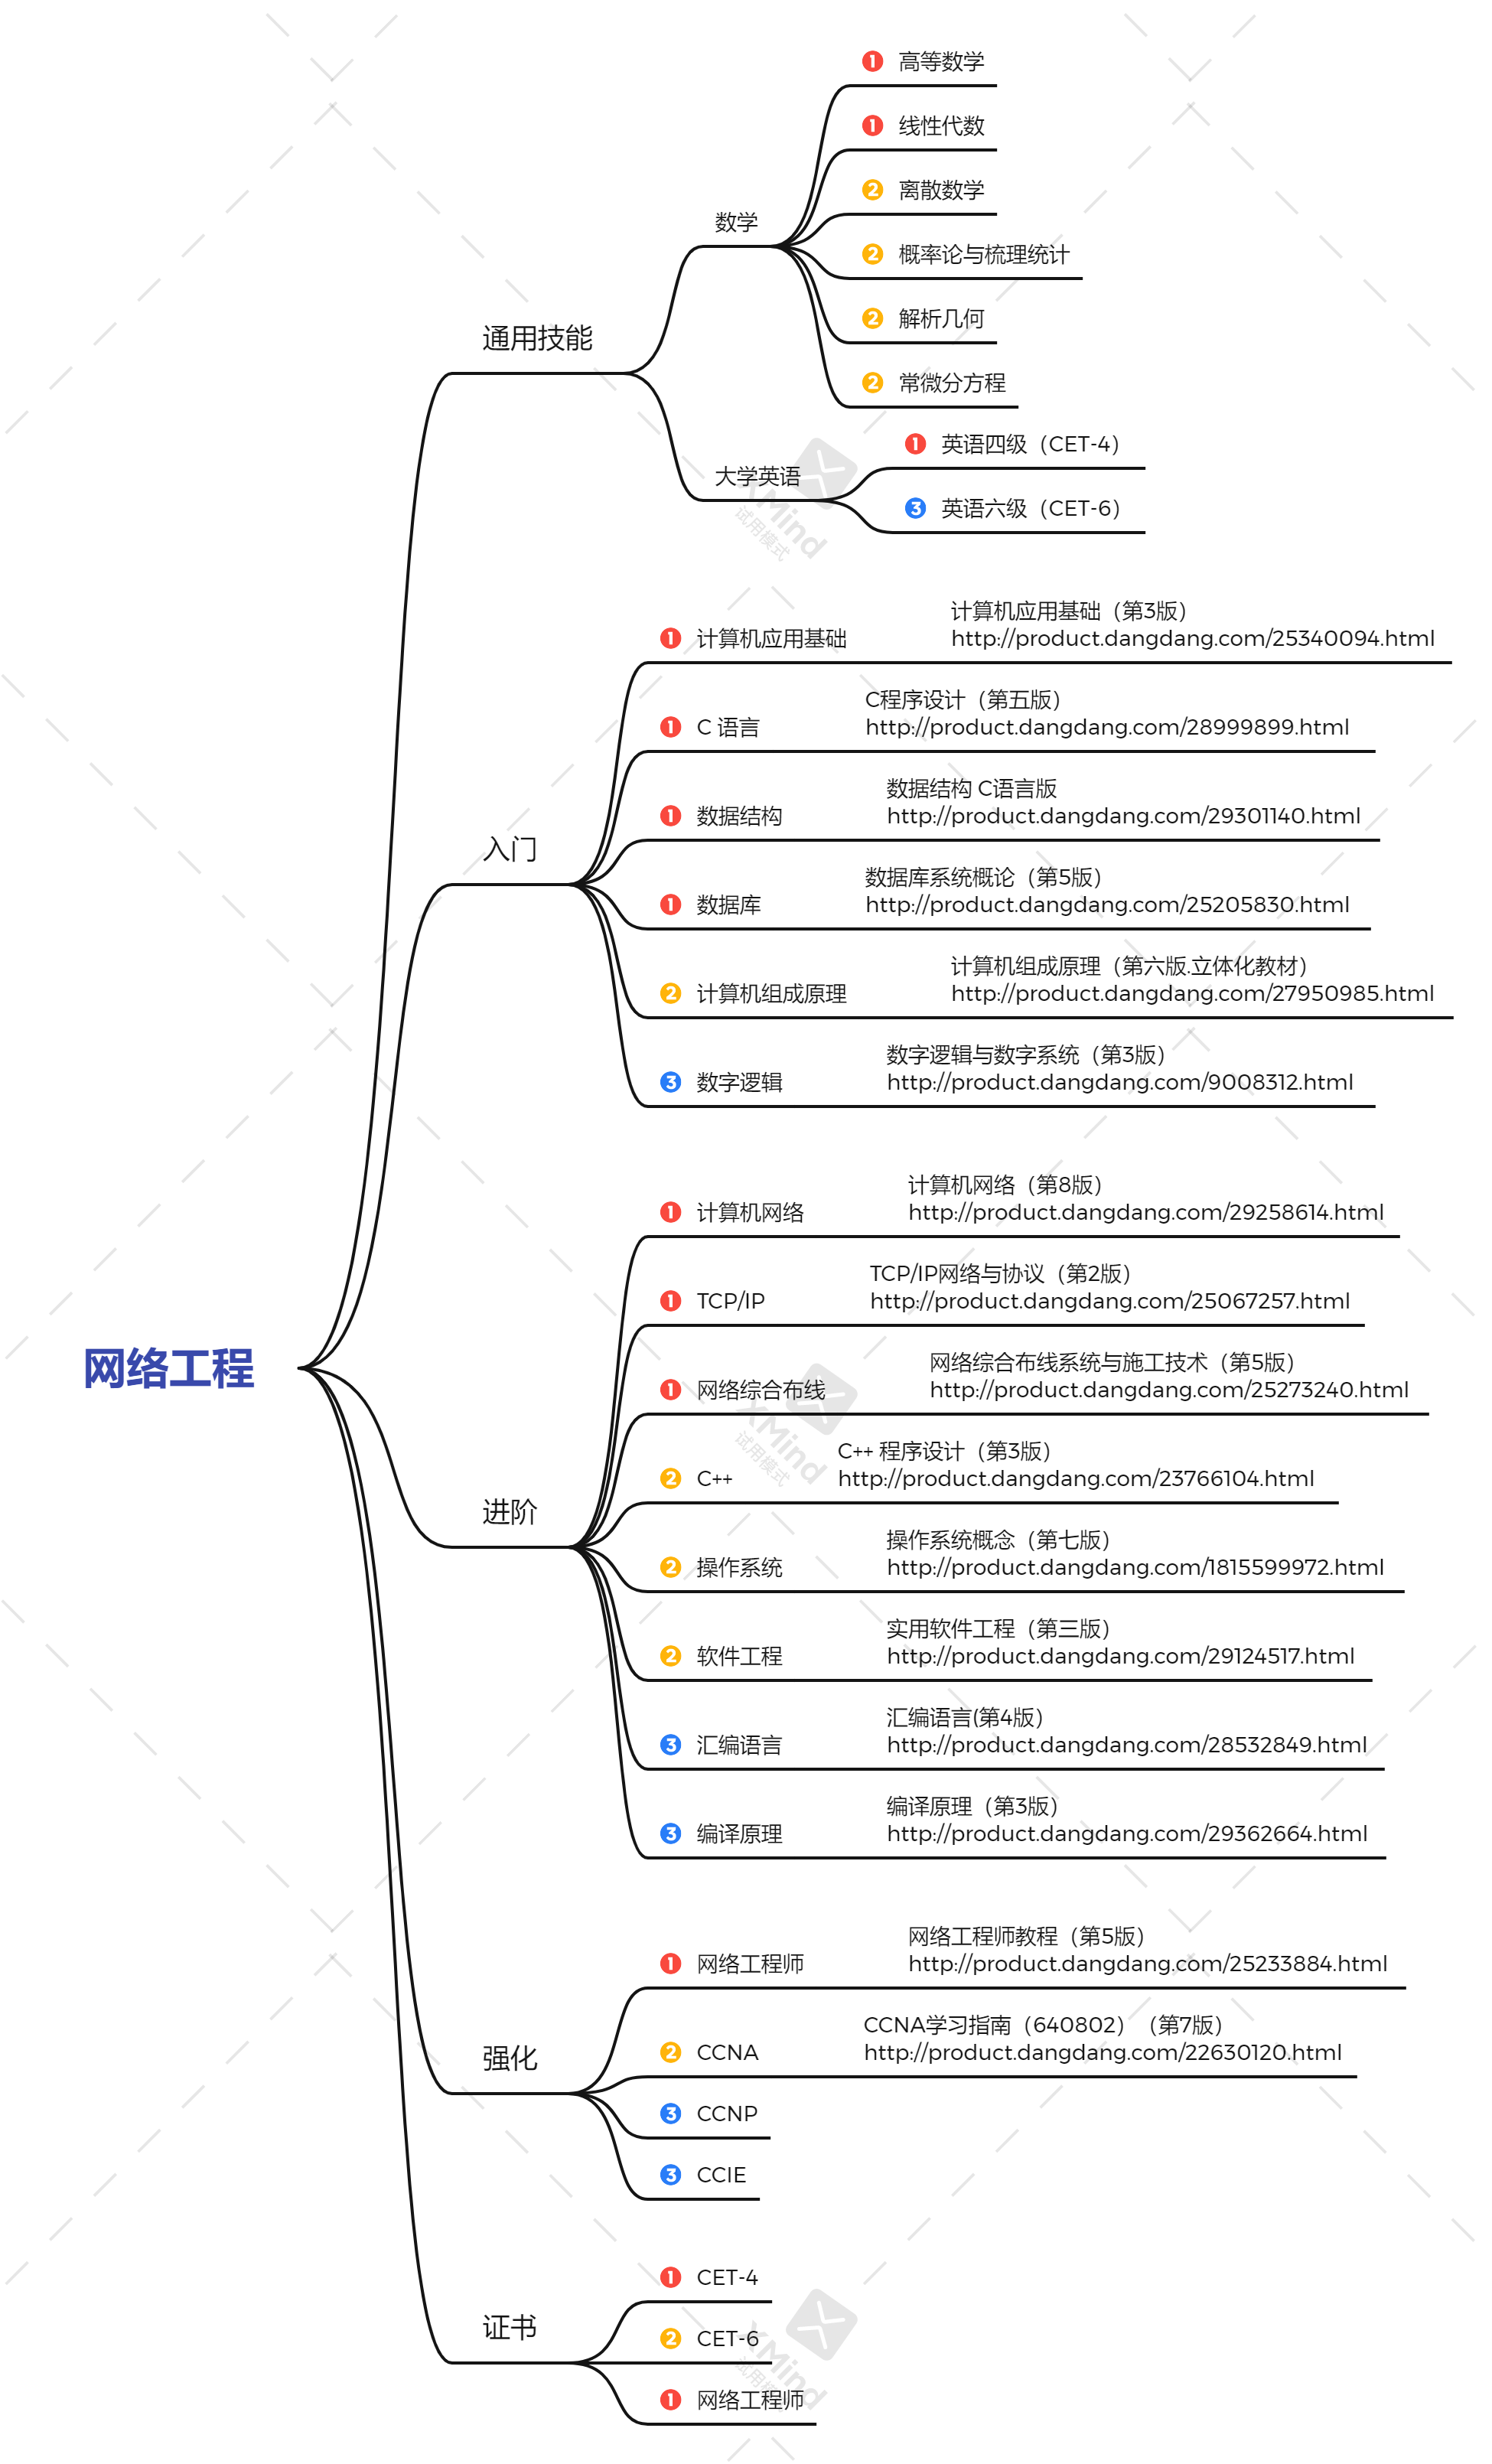 网络工程
通用技能
数学
1 高等数学
1 线性代数
2 离散数学
2 概率论与梳理统计
2 解析几何
2 常微分方程
大学英语
1 英语四级（CET-4）
3 英语六级（CET-6）
入门
1 计算机应用基础
计算机应用基础（第3版）
http://product.dangdang.com/25340094.html
1 C 语言
C程序设计（第五版）
http://product.dangdang.com/28999899.html
1 数据结构
数据结构 C语言版
http://product.dangdang.com/29301140.html
1 数据库
数据库系统概论（第5版）
http://product.dangdang.com/25205830.html
2 计算机组成原理
计算机组成原理（第六版.立体化教材）
http://product.dangdang.com/27950985.html
3 数字逻辑
数字逻辑与数字系统（第3版）
http://product.dangdang.com/9008312.html
进阶
1 计算机网络
计算机网络（第8版）
http://product.dangdang.com/29258614.html
1 TCP/IP
TCP/IP网络与协议（第2版）
http://product.dangdang.com/25067257.html
1 网络综合布线
网络综合布线系统与施工技术（第5版）
http://product.dangdang.com/25273240.html
2 C++
C++ 程序设计（第3版）
http://product.dangdang.com/23766104.html
2 操作系统
操作系统概念（第七版）
http://product.dangdang.com/1815599972.html
2 软件工程
实用软件工程（第三版）
http://product.dangdang.com/29124517.html
3 汇编语言
汇编语言(第4版）
http://product.dangdang.com/28532849.html
3 编译原理
编译原理（第3版）
http://product.dangdang.com/29362664.html
强化
1 网络工程师
网络工程师教程（第5版）
http://product.dangdang.com/25233884.html
2 CCNA
CCNA学习指南（640802）（第7版）
http://product.dangdang.com/22630120.html
3 CCNP
3 CCIE
证书
1 CET-4
2 CET-6
1 网络工程师
XMind
试用模式
XMind
试用模式
XMind
试用模式